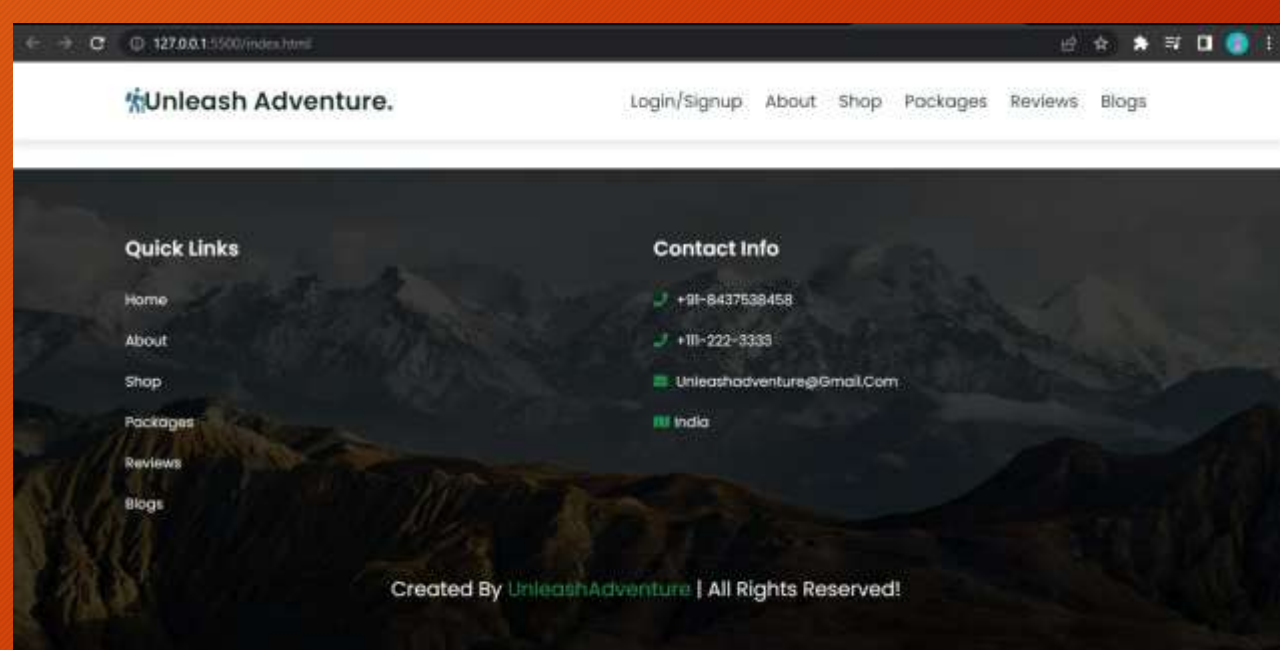 127.0.0.1:5500/index.html
Unleash Adventure.
Login/Signup About Shop Packages Reviews Blogs
Quick Links
Home
About
Shop
Packages
Reviews
Blogs
Contact Info
+91-8437538458
+111-222-3333
Unleashadventure@Gmail.Com
India
Created By UnleashAdventure | All Rights Reserved!